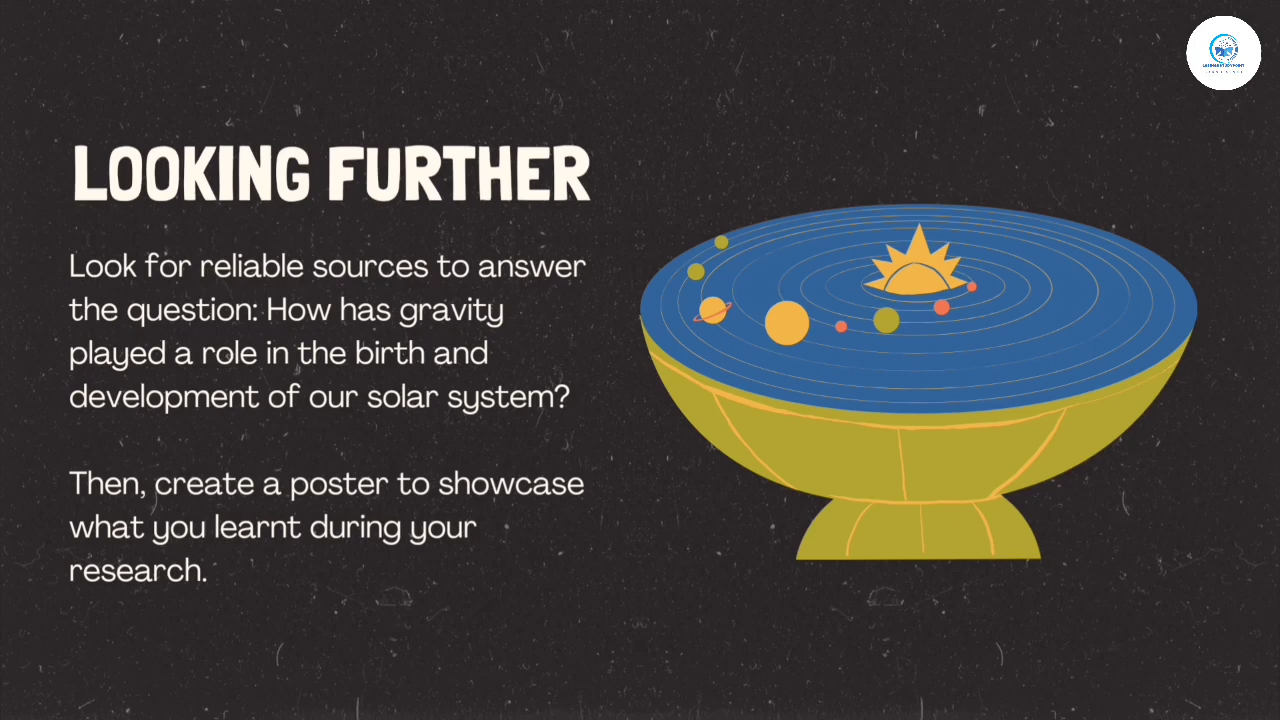 LOOKING FURTHER
Look for reliable sources to answer
the question: How has gravity
played a role in the birth and
development of our solar system?
Then, create a poster to showcase
what you learnt during your
research.